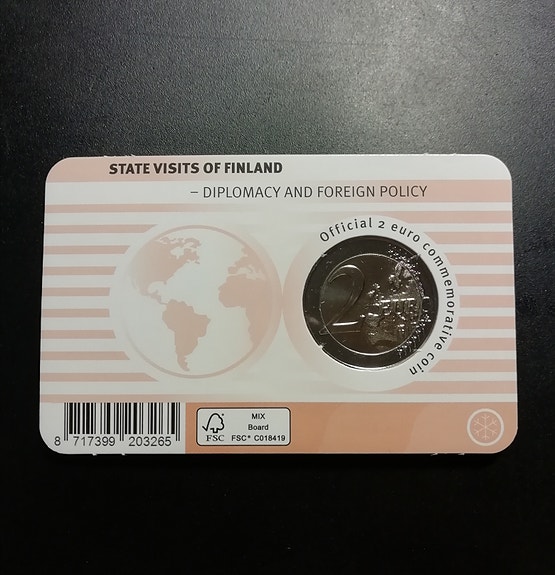 STATE VISITS OF FINLAND
– DIPLOMACY AND FOREIGN POLICY
Official 2 euro commemorative coin
2 EURO
8 717399 203265
FSC
MIX
Board
FSC® C018419